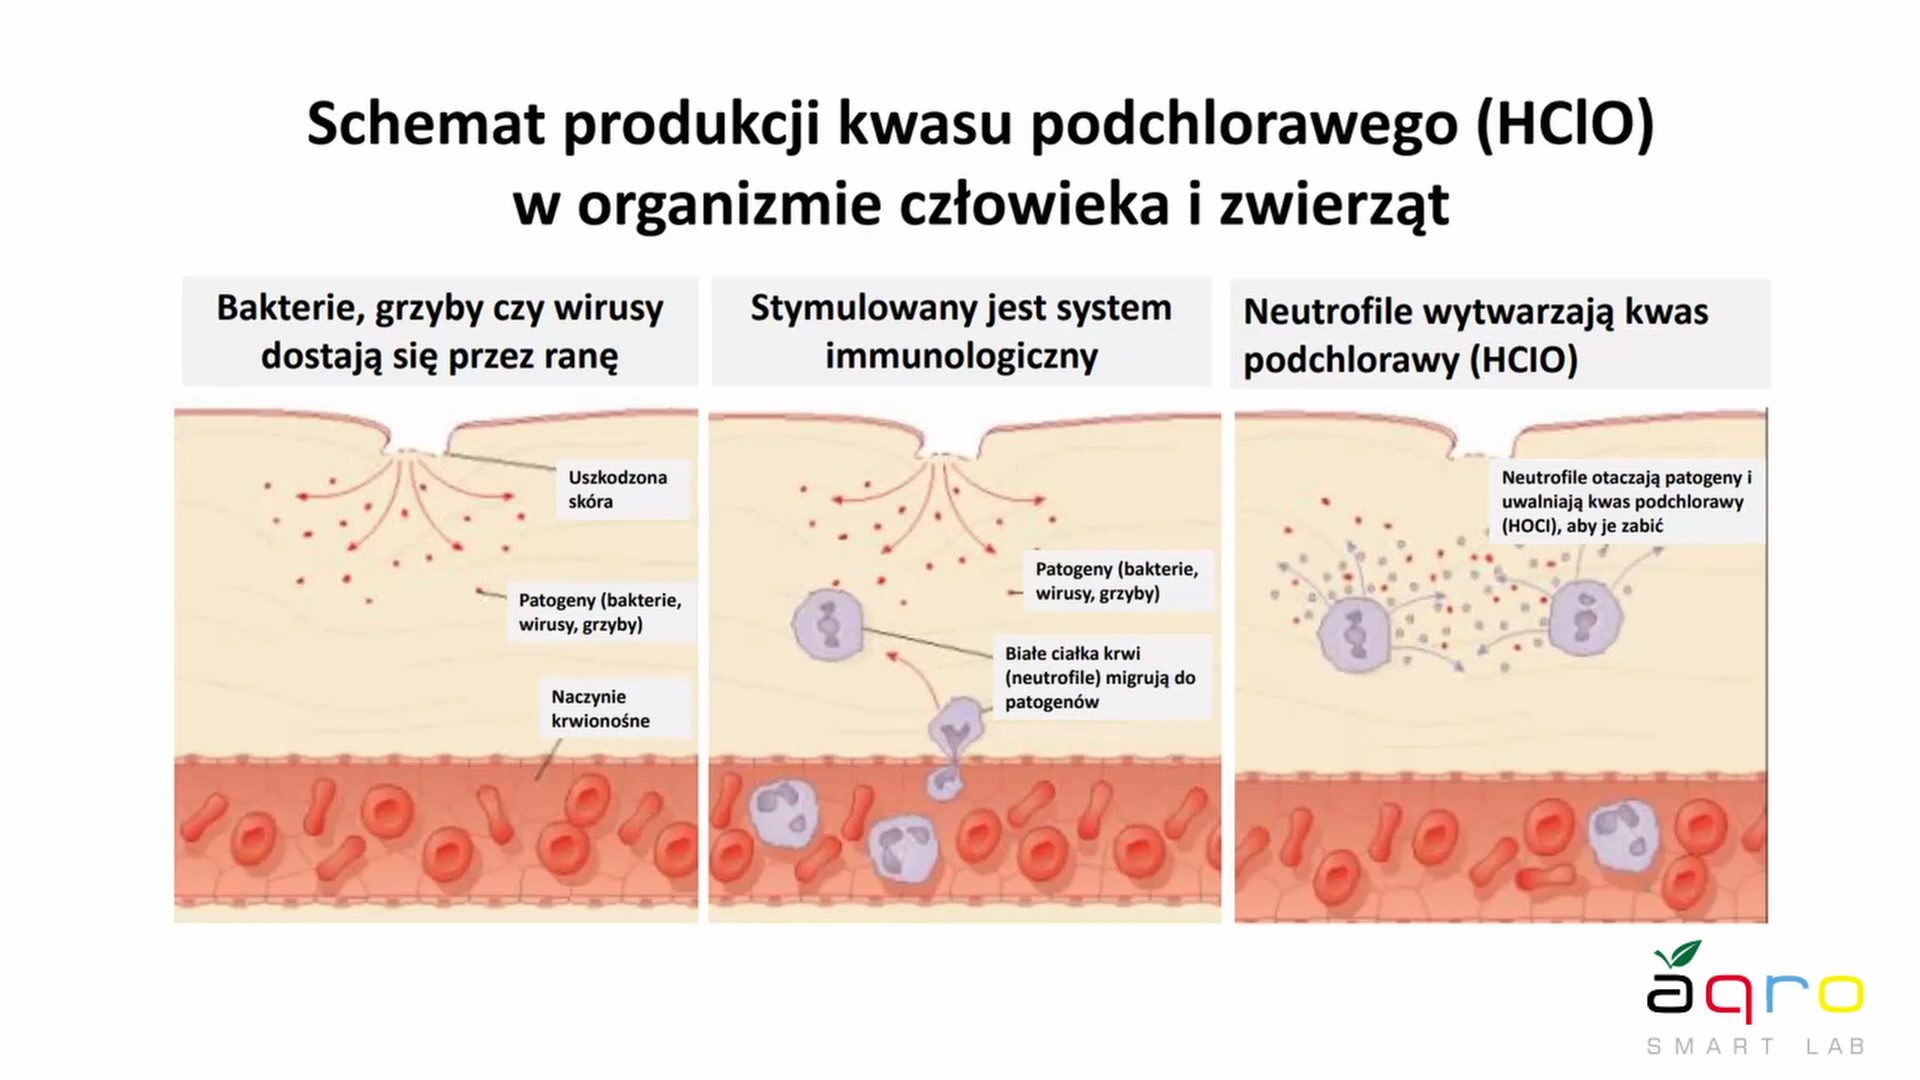 Schemat produkcji kwasu podchlorawego (HClO)
w organizmie człowieka i zwierząt
Bakterie, grzyby czy wirusy
dostają się przez ranę
Stymulowany jest system
immunologiczny
Neutrofile wytwarzają kwas
podchlorawy (HClO)
Uszkodzona
skóra
Patogeny (bakterie,
wirusy, grzyby)
Naczynie
krwionośne
Patogeny (bakterie,
wirusy, grzyby)
Białe ciałka krwi
(neutrofile) migrują do
patogenów
Neutrofile otaczają patogeny i
uwalniają kwas podchlorawy
(HOCl), aby je zabić
aqro
SMART LAB